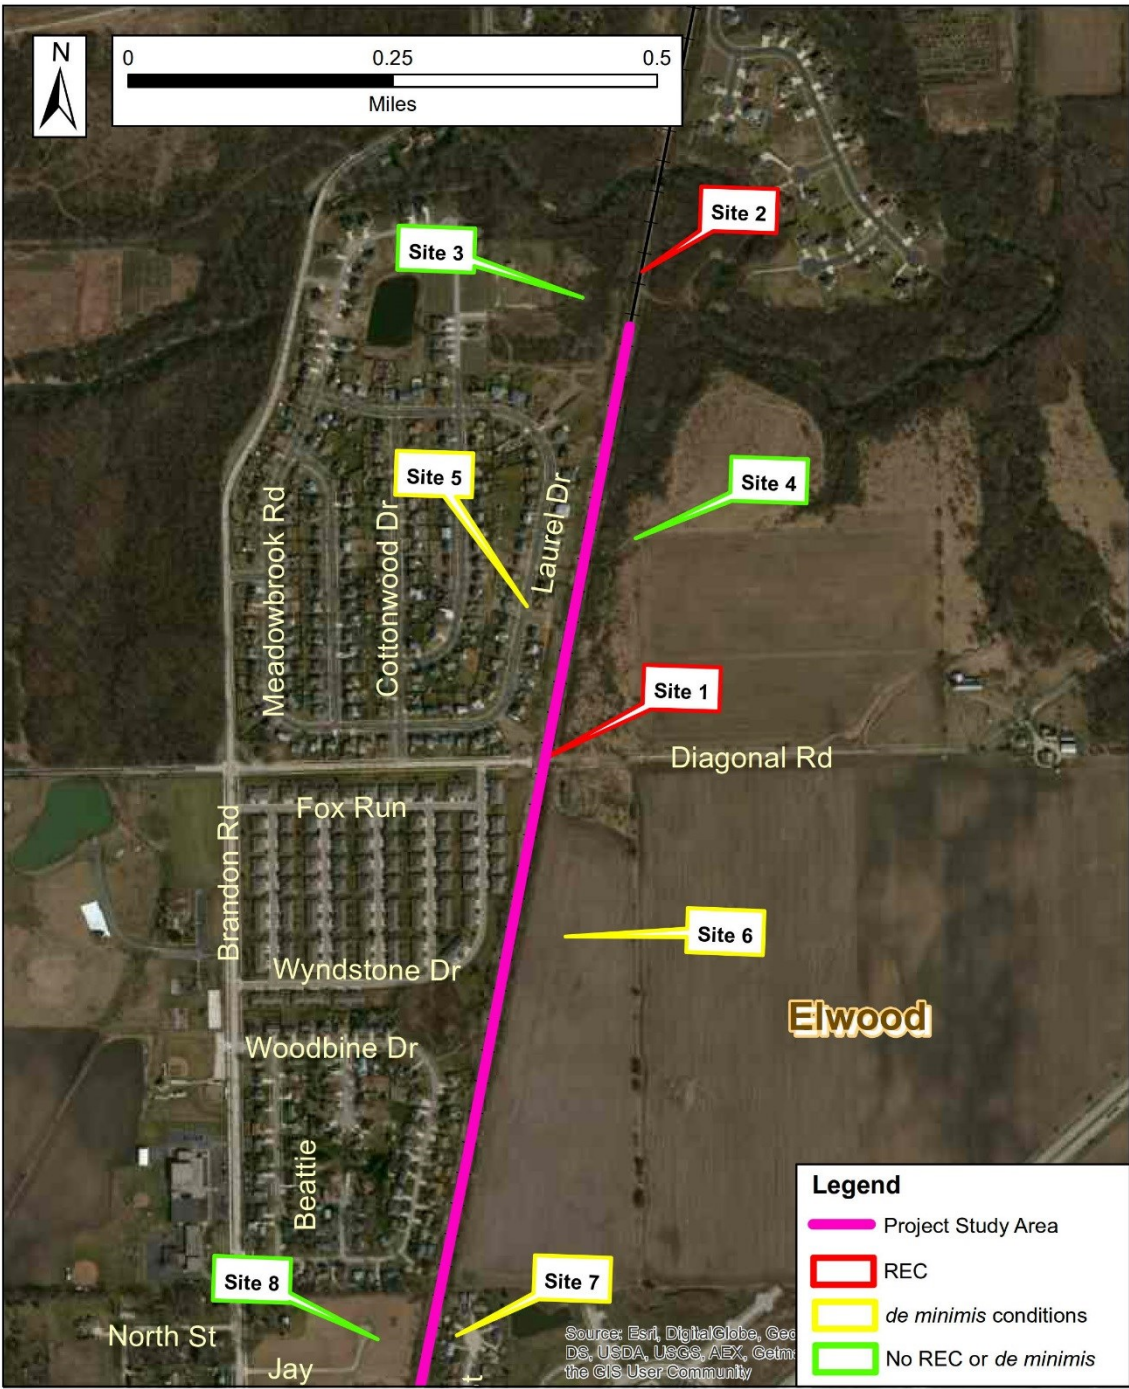 N
0 0.25 0.5
Miles
Site 2
Site 3
Site 5
Site 4
Laurel Dr
Meadowbrook Rd
Cottonwood Dr
Site 1
Diagonal Rd
Fox Run
Brandon Rd
Site 6
Wyndstone Dr
Elwood
Woodbine Dr
Beattie
Legend
Project Study Area
REC
de minimis conditions
No REC or de minimis
Site 8
Site 7
North St
Jay
t
Source: Esri, DigitalGlobe, Geo
DS, USDA, USGS, AEX, Getm
the GIS User Community